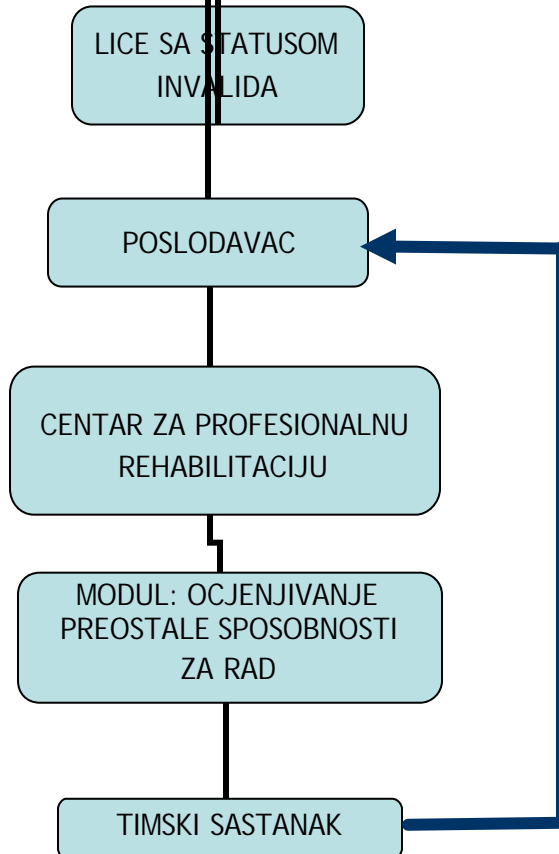 LICE SA STATUSOM
INVALIDA
POSLODAVAC
CENTAR ZA PROFESIONALNU
REHABILITACIJU
MODUL: OCJENJIVANJE
PREOSTALE SPOSOBNOSTI
ZA RAD
TIMSKI SASTANAK